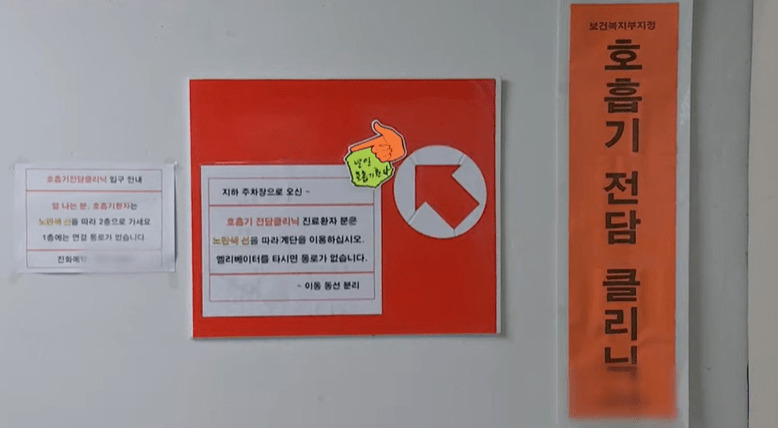 호흡기전담클리닉 입구 안내
열 나는 분, 호흡기환자는
노란색 선을 따라 2층으로 가세요
1층에는 연결 통로가 없습니다
전화예약
지하 주차장으로 오신 ~
호흡기 전담클리닉 진료환자 분은
노란색 선을 따라 계단을 이용하십시오.
엘리베이터를 타시면 통로가 없습니다.
~ 이동 동선 분리
보건복지부지정
호흡기 전담 클리닉